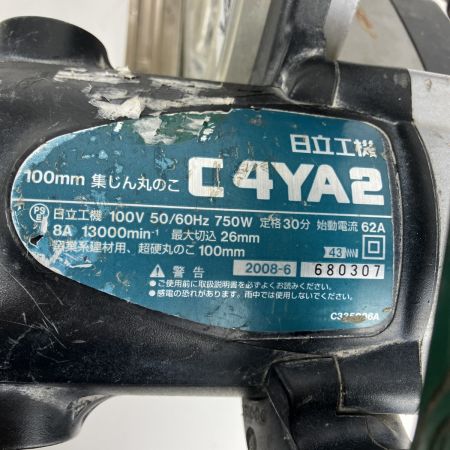 日立工機
100mm 集じん丸のこ C4YA2
日立工機 100V 50/60Hz 750W 定格30分 始動電流 62A
8A 13000min⁻¹ 最大切込 26mm
窯業系建材用、超硬丸のこ 100mm
43
警告 2008-6 680307
●ご使用前に取扱説明書を必ずよくお読みください。
●感電の恐れがあります。雨中では使用しないでください。